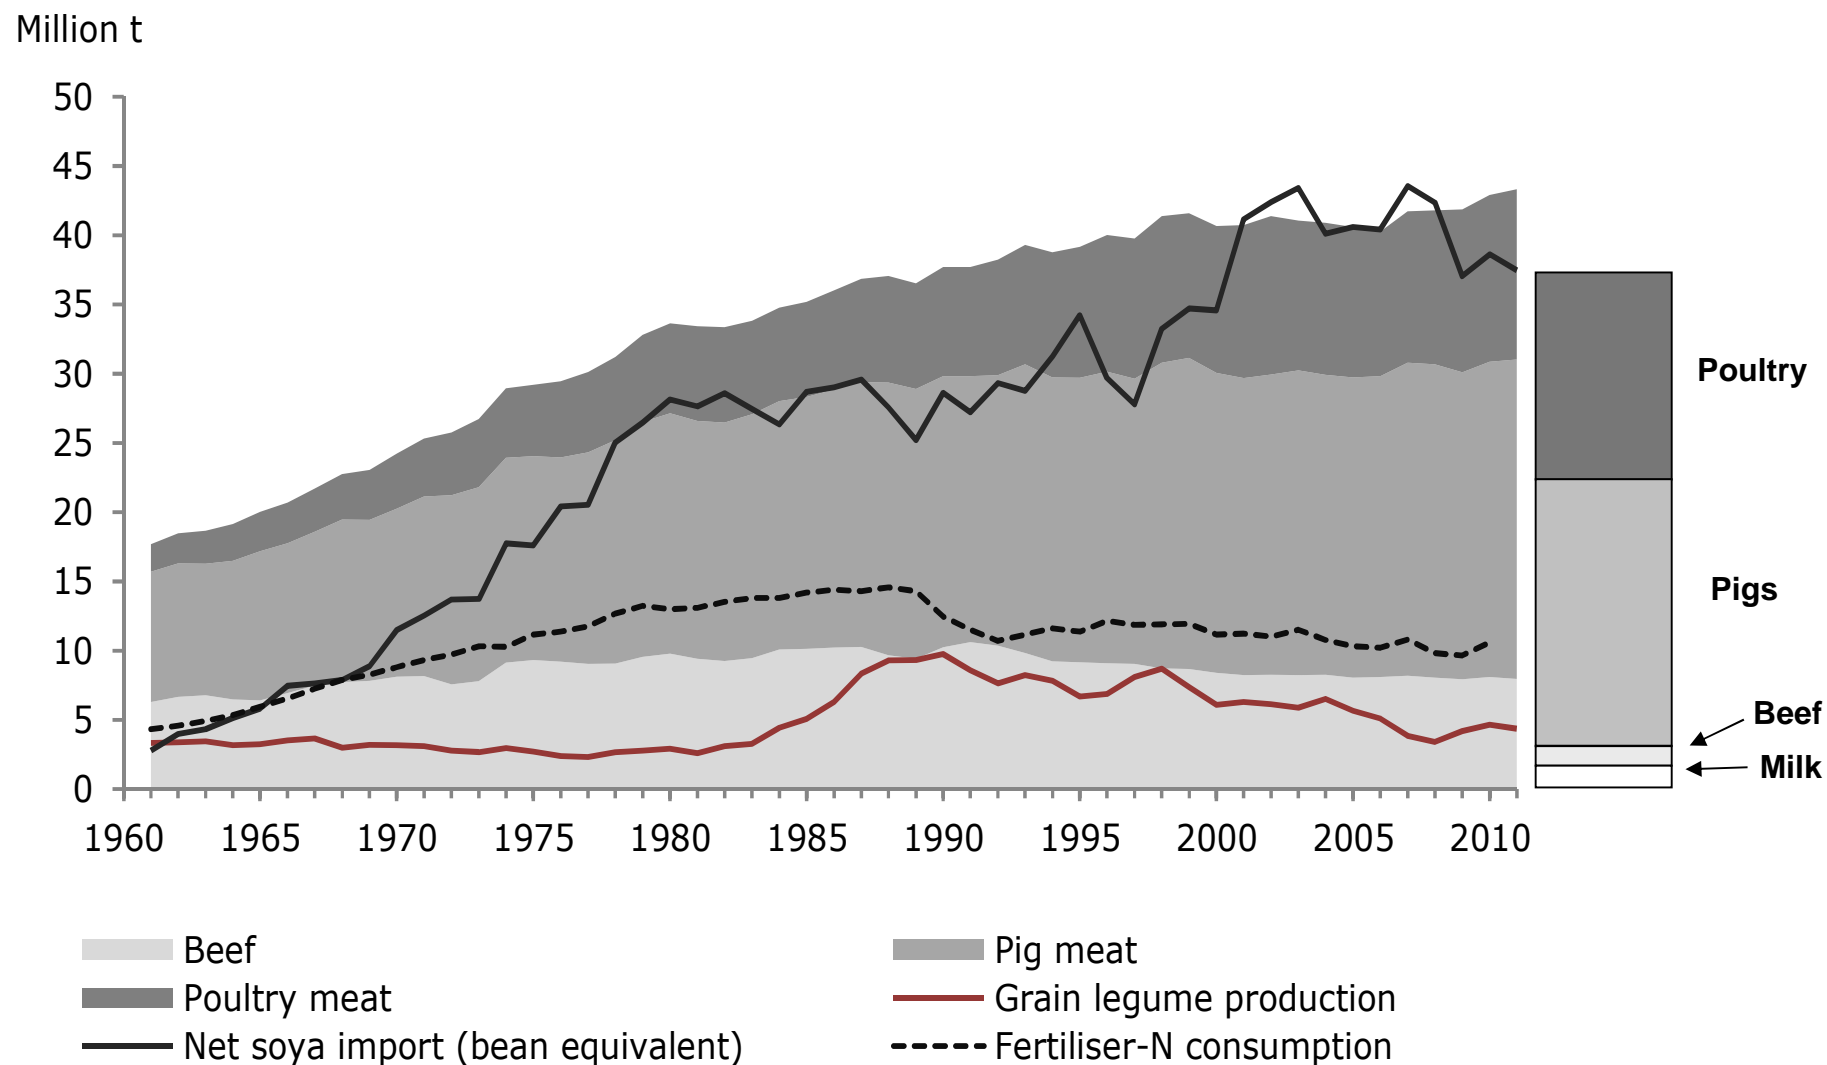 Million t
50
45
40
35
30
25
20
15
10
5
0
1960 1965 1970 1975 1980 1985 1990 1995 2000 2005 2010
Poultry
Pigs
Beef
Milk
Beef Pig meat
Poultry meat Grain legume production
Net soya import (bean equivalent) Fertiliser-N consumption